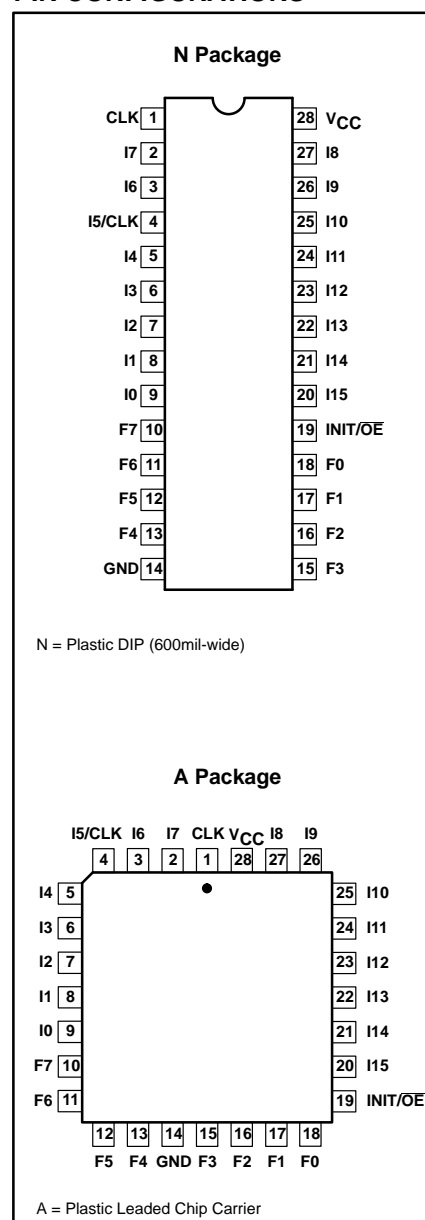 PIN CONFIGURATIONS
N Package
CLK 1 28 VCC
I7 2 27 I8
I6 3 26 I9
I5/CLK 4 25 I10
I4 5 24 I11
I3 6 23 I12
I2 7 22 I13
I1 8 21 I14
I0 9 20 I15
F7 10 19 INIT/O̅E̅
F6 11 18 F0
F5 12 17 F1
F4 13 16 F2
GND 14 15 F3
N = Plastic DIP (600mil-wide)
A Package
I5/CLK I6 I7 CLK VCC I8 I9
4 3 2 1 28 27 26
I4 5 25 I10
I3 6 24 I11
I2 7 23 I12
I1 8 22 I13
I0 9 21 I14
F7 10 20 I15
F6 11 19 INIT/O̅E̅
12 13 14 15 16 17 18
F5 F4 GND F3 F2 F1 F0
A = Plastic Leaded Chip Carrier